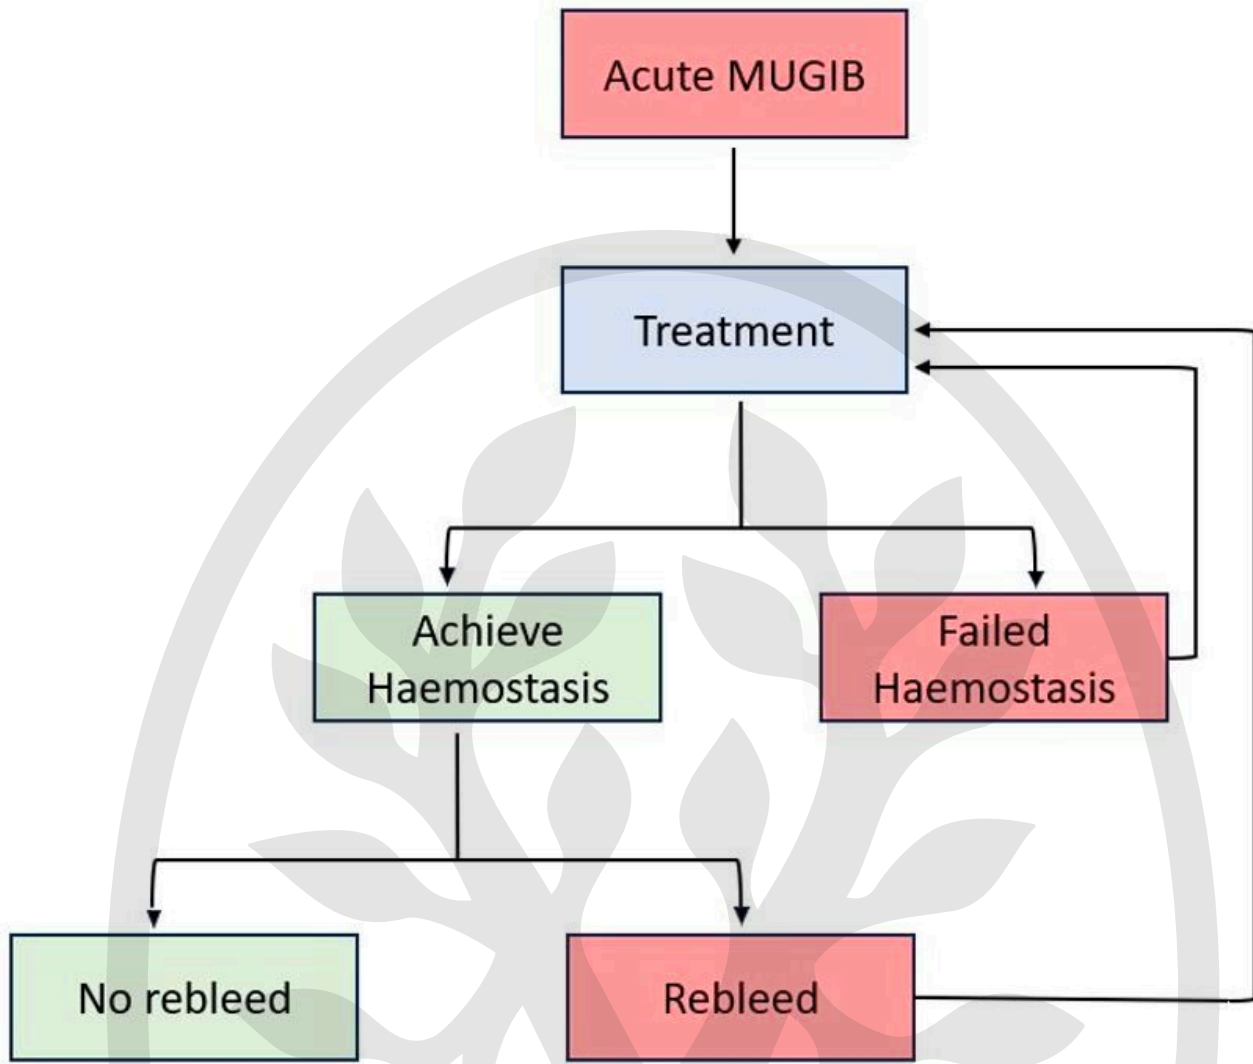 Acute MUGIB
Treatment
Achieve
Haemostasis
Failed
Haemostasis
No rebleed
Rebleed